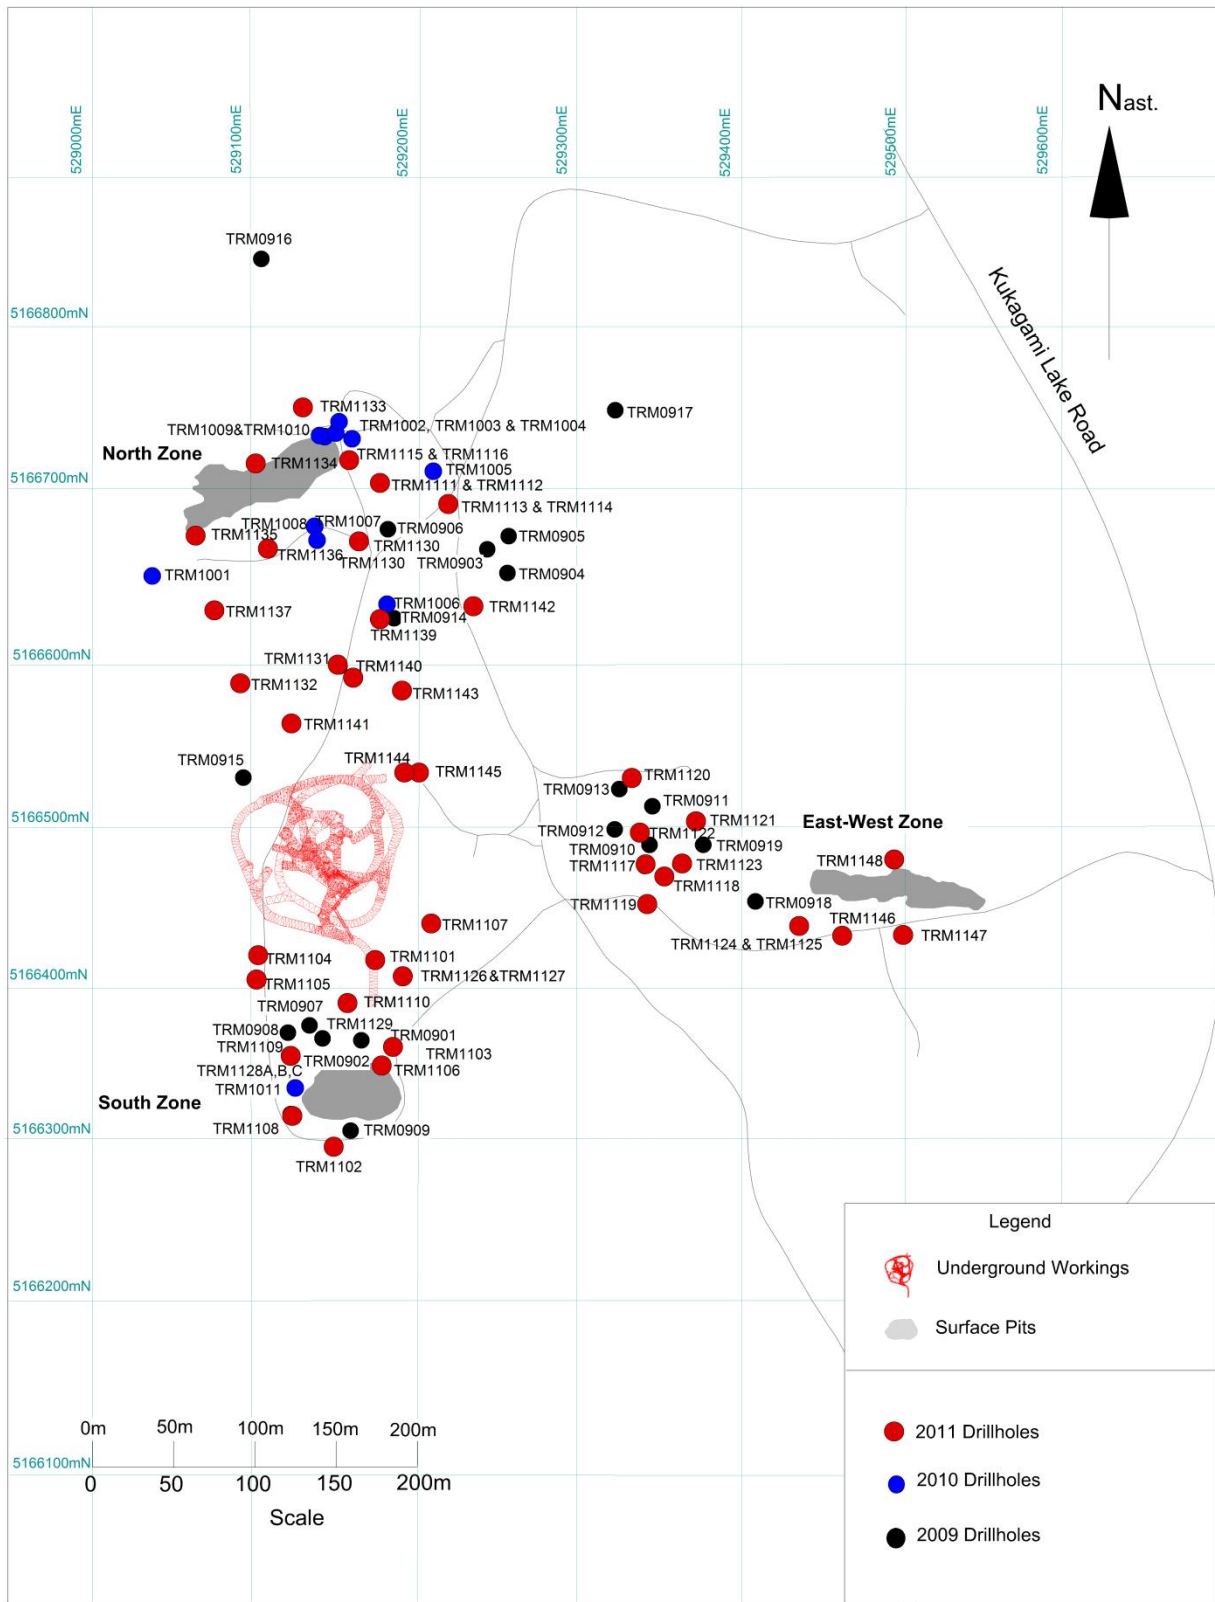 Nast.
529000mE
529100mE
529200mE
529300mE
529400mE
529500mE
529600mE
TRM0916
Kukagami Lake Road
5166800mN
TRM1133
TRM0917
TRM1009&TRM1010
TRM1002, TRM1003 & TRM1004
North Zone
TRM1134
TRM1115 & TRM1116
TRM1005
5166700mN
TRM1111 & TRM1112
TRM1113 & TRM1114
TRM1008
TRM1007
TRM0906
TRM0905
TRM1135
TRM1136
TRM1130
TRM1130
TRM0903
TRM0904
TRM1001
TRM1006
TRM1142
TRM1137
TRM0914
TRM1139
5166600mN
TRM1131
TRM1140
TRM1132
TRM1143
TRM1141
TRM0915
TRM1144
TRM1145
TRM1120
TRM0913
TRM0911
5166500mN
TRM1121
East-West Zone
TRM0912
TRM1122
TRM0910
TRM0919
TRM1117
TRM1123
TRM1148
TRM1118
TRM1119
TRM0918
TRM1107
TRM1146
TRM1147
TRM1124 & TRM1125
TRM1104
TRM1101
TRM1126&TRM1127
5166400mN
TRM1105
TRM1110
TRM0907
TRM0908
TRM1129
TRM0901
TRM1109
TRM0902
TRM1103
TRM1128A,B,C
TRM1106
TRM1011
South Zone
TRM1108
TRM0909
5166300mN
TRM1102
Legend
Underground Workings
5166200mN
Surface Pits
0m 50m 100m 150m 200m
2011 Drillholes
5166100mN
0 50 100 150 200m
2010 Drillholes
Scale
2009 Drillholes